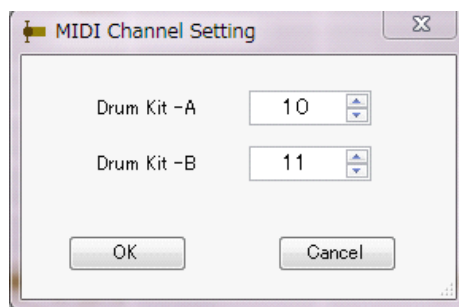 MIDI Channel Setting
Drum Kit -A 10
Drum Kit -B 11
OK Cancel